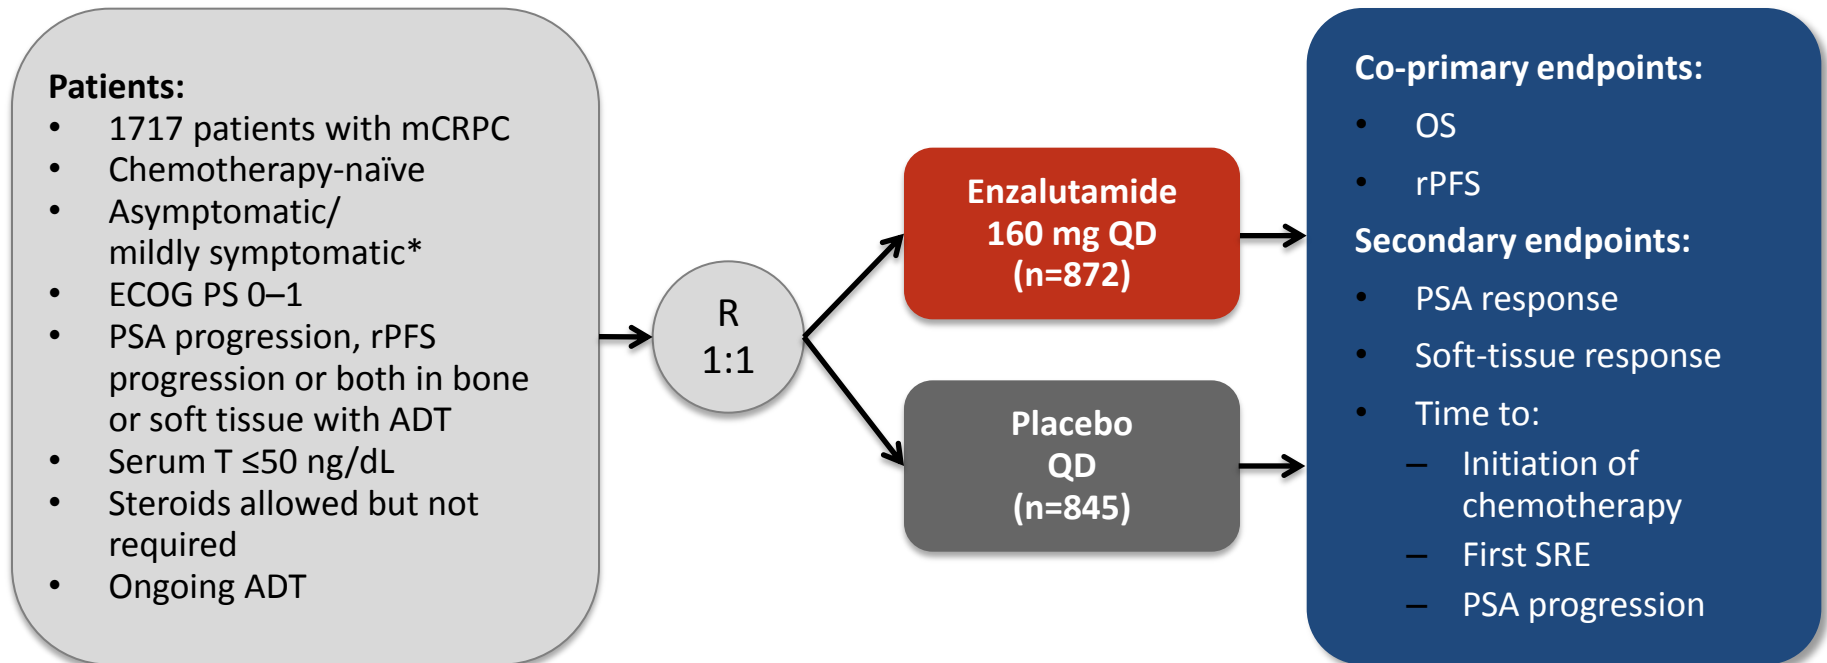 Patients:
• 1717 patients with mCRPC
• Chemotherapy-naïve
• Asymptomatic/
mildly symptomatic*
• ECOG PS 0–1
• PSA progression, rPFS
progression or both in bone
or soft tissue with ADT
• Serum T ≤50 ng/dL
• Steroids allowed but not
required
• Ongoing ADT
R
1:1
Enzalutamide
160 mg QD
(n=872)
Placebo
QD
(n=845)
Co-primary endpoints:
• OS
• rPFS
Secondary endpoints:
• PSA response
• Soft-tissue response
• Time to:
– Initiation of
chemotherapy
– First SRE
– PSA progression